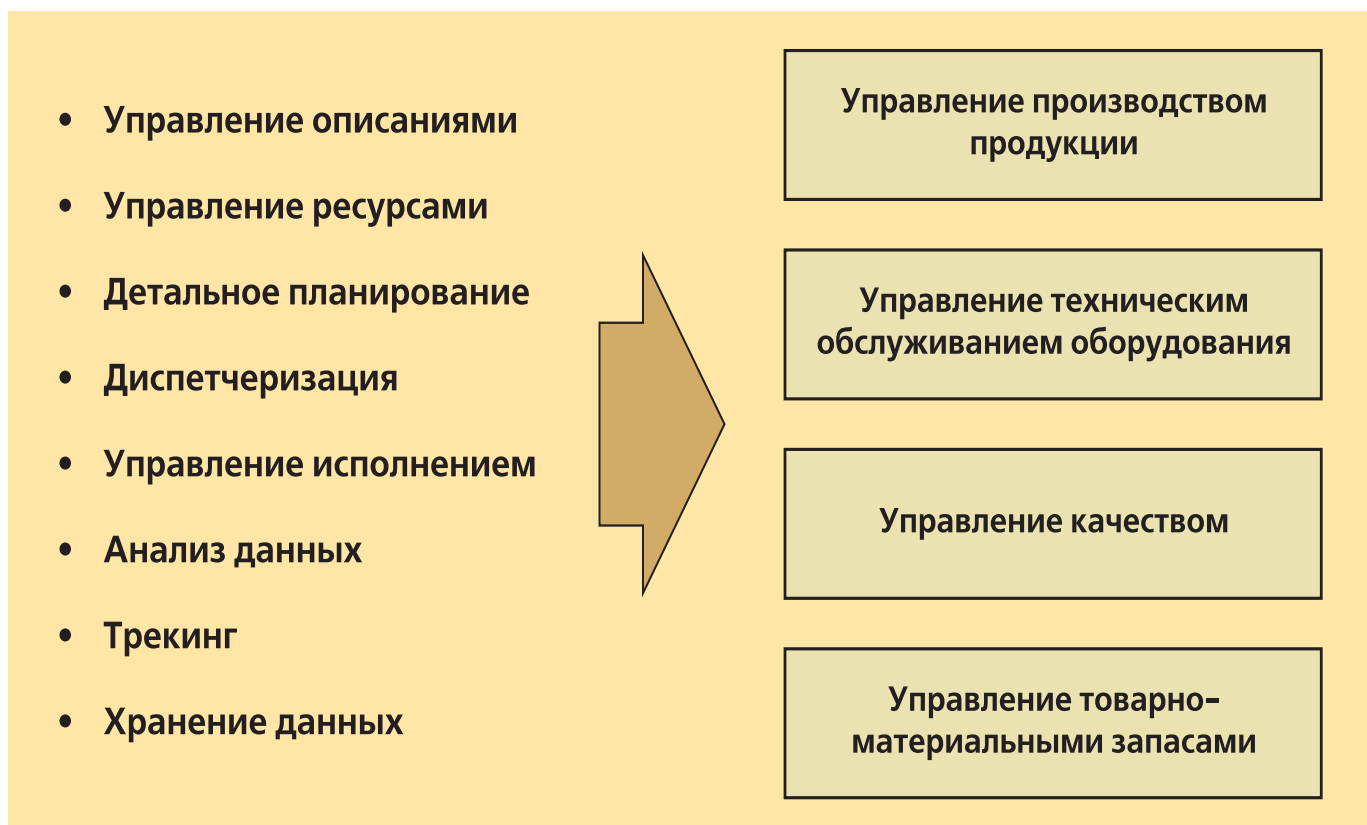 • Управление описаниями
• Управление ресурсами
• Детальное планирование
• Диспетчеризация
• Управление исполнением
• Анализ данных
• Трекинг
• Хранение данных
Управление производством
продукции
Управление техническим
обслуживанием оборудования
Управление качеством
Управление товарно-
материальными запасами